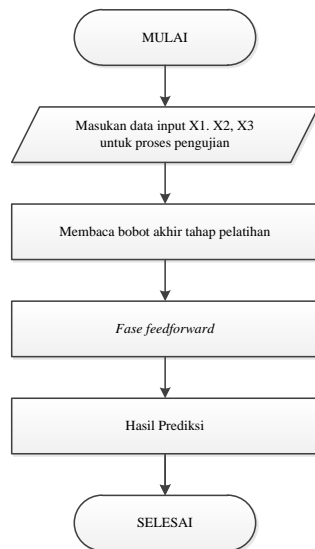 MULAI
Masukan data input X1. X2, X3
untuk proses pengujian
Membaca bobot akhir tahap pelatihan
Fase feedforward
Hasil Prediksi
SELESAI